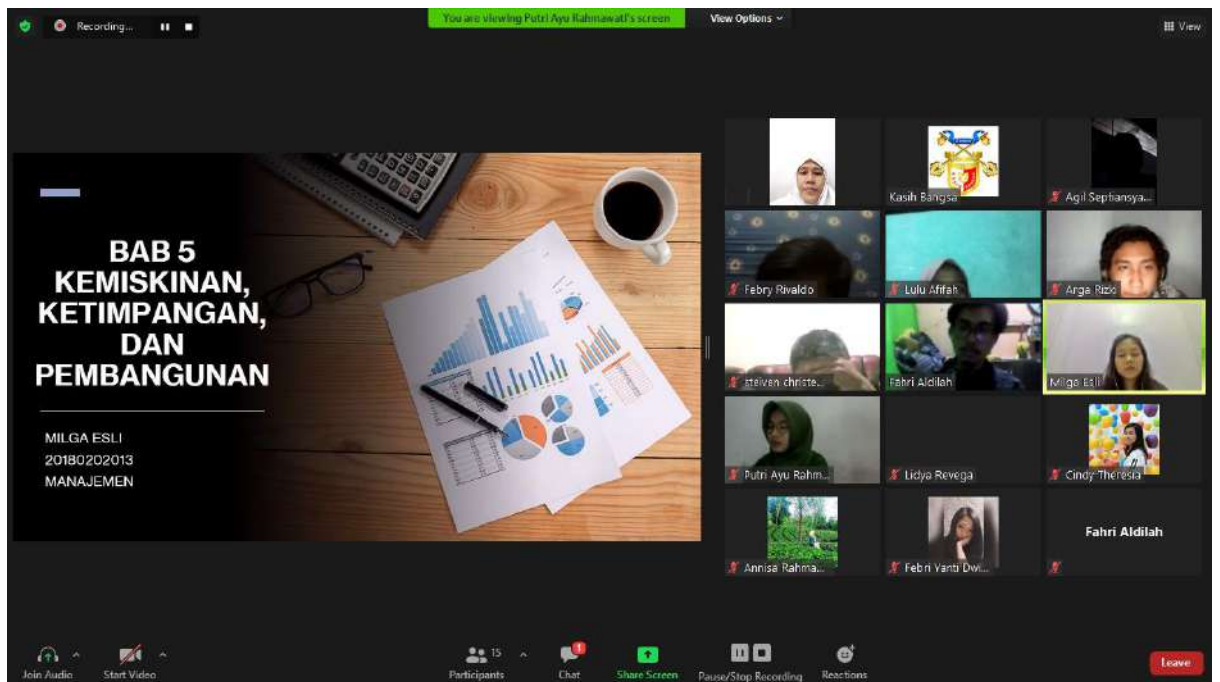 Recording...
You are viewing Putri Ayu Rahmawati's screen
View Options
View
BAB 5
KEMISKINAN,
KETIMPANGAN,
DAN
PEMBANGUNAN
MILGA ESLI
20180202013
MANAJEMEN
Kasih Bangsa
Agil Septiansya...
Febry Rivaldo
Lulu Afifah
Arga Rizki
steiven christe...
Fahri Aldilah
Milga Esli
Putri Ayu Rahm...
Lidya Revega
Cindy Theresia
Annisa Rahma...
Febri Yanti Dwi...
Fahri Aldilah
Join Audio
Start Video
15
Participants
1
Chat
Share Screen
Pause/Stop Recording
Reactions
Leave